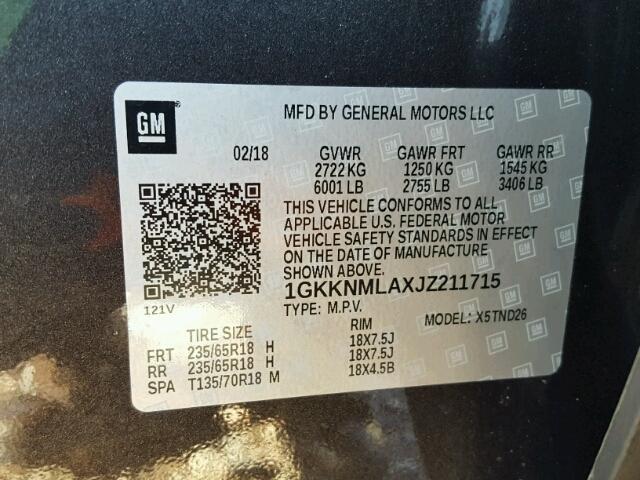 GM
MFD BY GENERAL MOTORS LLC
02/18 GVWR GAWR FRT GAWR RR
2722 KG 1250 KG 1545 KG
6001 LB 2755 LB 3406 LB
THIS VEHICLE CONFORMS TO ALL
APPLICABLE U.S. FEDERAL MOTOR
VEHICLE SAFETY STANDARDS IN EFFECT
ON THE DATE OF MANUFACTURE
SHOWN ABOVE.
1GKKNMLAXJZ211715
121V
TYPE: M.P.V. MODEL: X5TND26
TIRE SIZE RIM
FRT 235/65R18 H 18X7.5J
RR 235/65R18 H 18X7.5J
SPA T135/70R18 M 18X4.5B